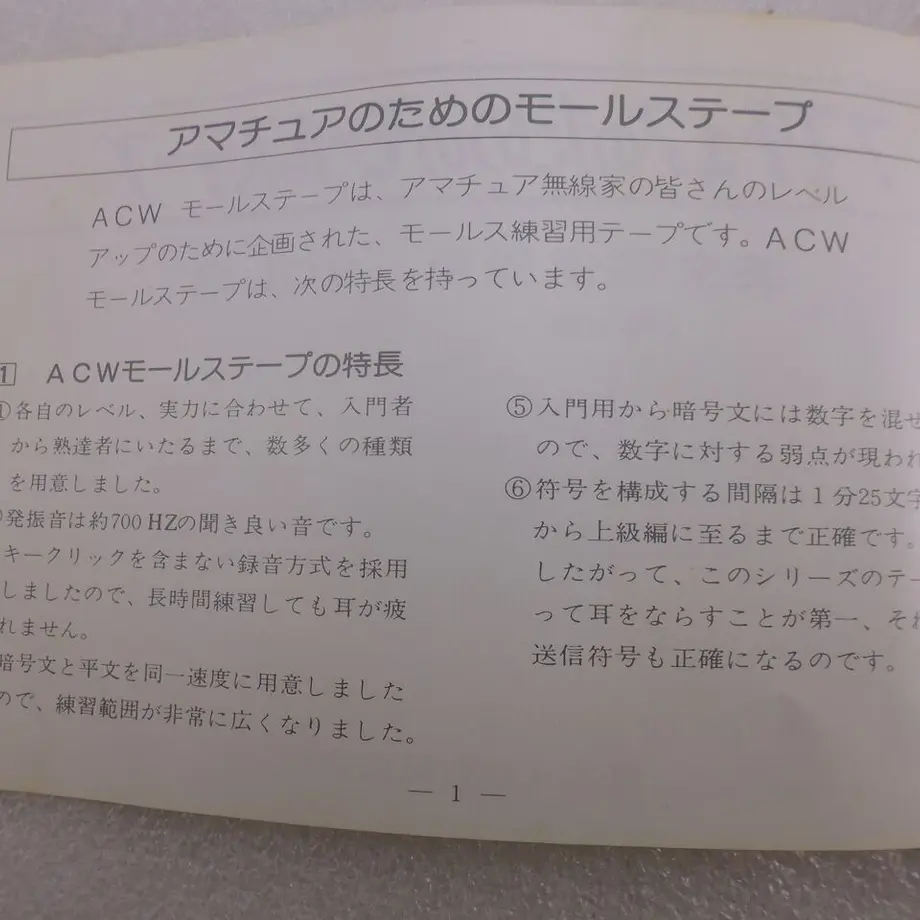 アマチュアのためのモールステープ
ACW モールステープは、アマチュア無線家の皆さんのレベル
アップのために企画された、モールス練習用テープです。ACW
モールステープは、次の特長を持っています。
1 ACWモールステープの特長
①各自のレベル、実力に合わせて、入門者
から熟達者にいたるまで、数多くの種類
を用意しました。
発振音は約700 HZの聞き良い音です。
キークリックを含まない録音方式を採用
しましたので、長時間練習しても耳が疲
れません。
暗号文と平文を同一速度に用意しました
ので、練習範囲が非常に広くなりました。
⑤入門用から暗号文には数字を混ぜ
ので、数字に対する弱点が現われ
⑥符号を構成する間隔は1分25文字
から上級編に至るまで正確です。
したがって、このシリーズのテー
って耳をならすことが第一、それ
送信符号も正確になるのです。
— 1 —